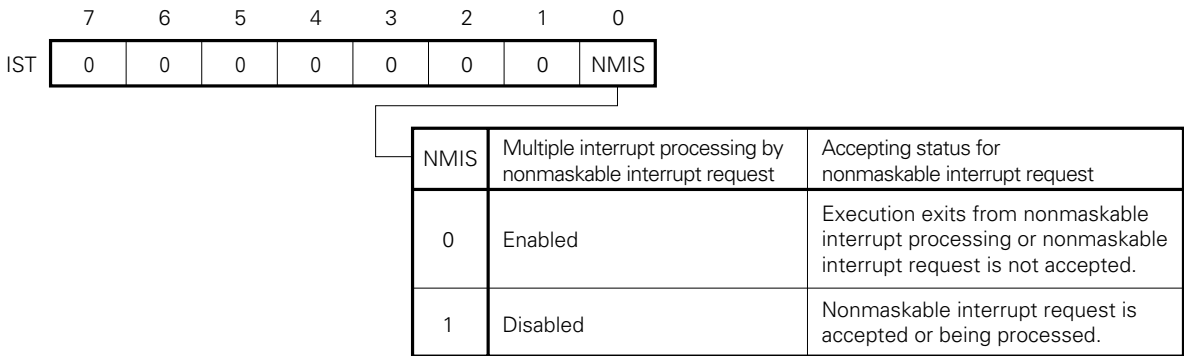 7 6 5 4 3 2 1 0
IST 0 0 0 0 0 0 0 NMIS
NMIS Multiple interrupt processing by nonmaskable interrupt request Accepting status for nonmaskable interrupt request
0 Enabled Execution exits from nonmaskable interrupt processing or nonmaskable interrupt request is not accepted.
1 Disabled Nonmaskable interrupt request is accepted or being processed.